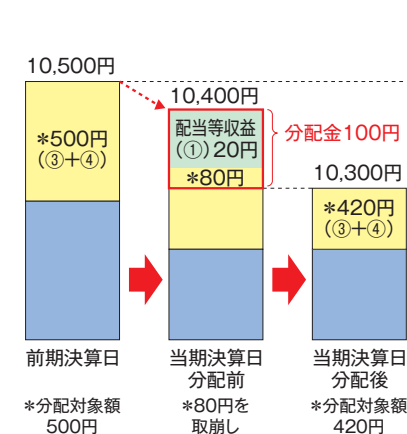 10,500円
10,400円
配当等収益
(①)20円
分配金100円
*500円
(③+④)
*80円
10,300円
*420円
(③+④)
前期決算日
当期決算日
分配前
当期決算日
分配後
*分配対象額
500円
*80円を
取崩し
*分配対象額
420円